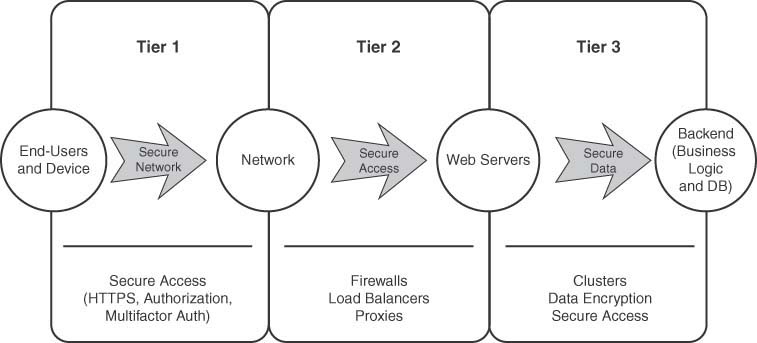 Tier 1
Tier 2
Tier 3
End-Users
and Device
Secure
Network
Network
Secure
Access
Web Servers
Secure
Data
Backend
(Business
Logic
and DB)
Secure Access
(HTTPS, Authorization,
Multifactor Auth)
Firewalls
Load Balancers
Proxies
Clusters
Data Encryption
Secure Access